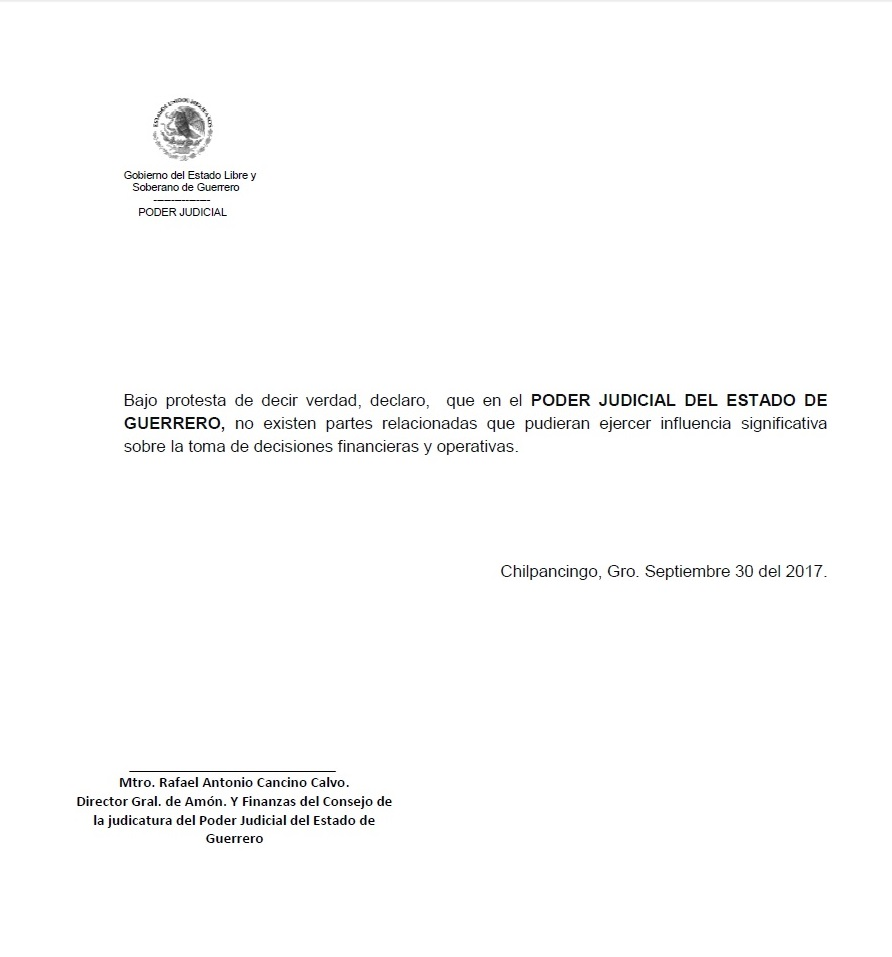 ESTADOS UNIDOS MEXICANOS
Gobierno del Estado Libre y
Soberano de Guerrero
----------------
PODER JUDICIAL
Bajo protesta de decir verdad, declaro, que en el PODER JUDICIAL DEL ESTADO DE
GUERRERO, no existen partes relacionadas que pudieran ejercer influencia significativa
sobre la toma de decisiones financieras y operativas.
Chilpancingo, Gro. Septiembre 30 del 2017.
Mtro. Rafael Antonio Cancino Calvo.
Director Gral. de Amón. Y Finanzas del Consejo de
la judicatura del Poder Judicial del Estado de
Guerrero